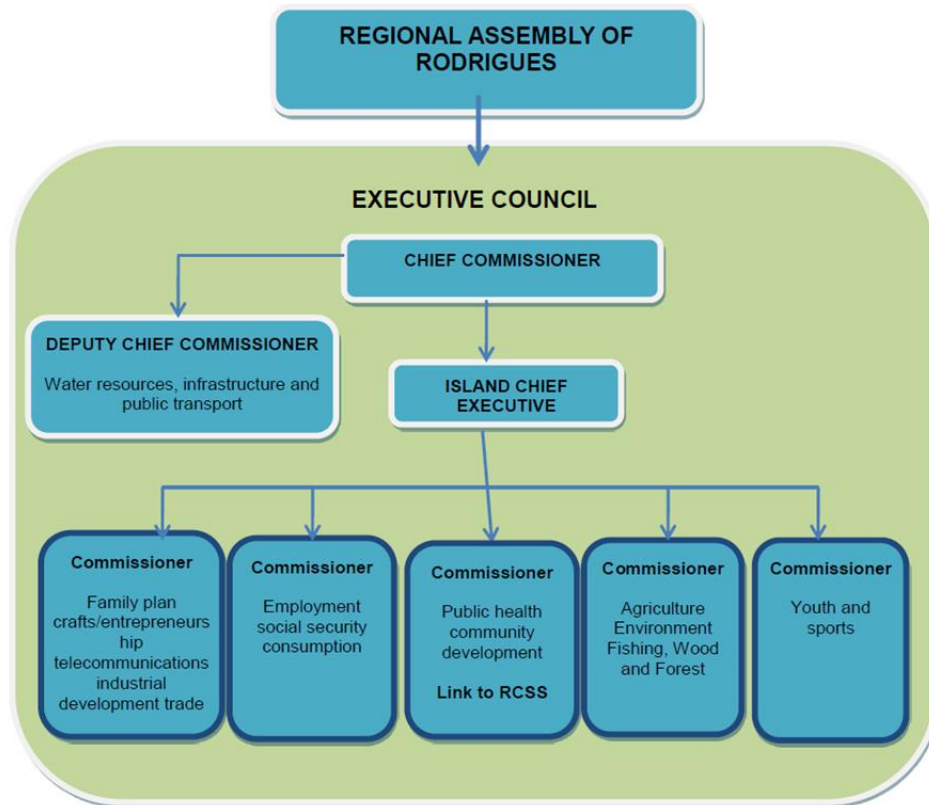 REGIONAL ASSEMBLY OF
RODRIGUES
EXECUTIVE COUNCIL
CHIEF COMMISSIONER
DEPUTY CHIEF COMMISSIONER
Water resources, infrastructure and
public transport
ISLAND CHIEF
EXECUTIVE
Commissioner
Family plan
crafts/entrepreneurs
hip
telecommunications
industrial
development trade
Commissioner
Employment
social security
consumption
Commissioner
Public health
community
development
Link to RCSS
Commissioner
Agriculture
Environment
Fishing, Wood
and Forest
Commissioner
Youth and
sports